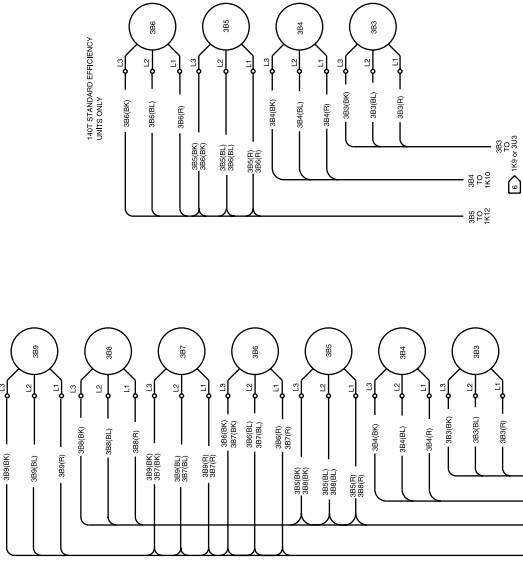 140T STANDARD EFFICIENCY
UNITS ONLY
3B6
3B5
3B4
3B3
L3
L2
L1
L3
L2
L1
L3
L2
L1
L3
L2
L1
3B6(BK)
3B6(BL)
3B6(R)
3B5(BK)
3B6(BK)
3B5(BL)
3B6(BL)
3B5(R)
3B6(R)
3B4(BK)
3B4(BL)
3B4(R)
3B3(BK)
3B3(BL)
3B3(R)
3B5
TO
1K12
3B4
TO
1K10
3B3
TO
1K9 or 3U3
6
3B9
3B8
3B7
3B6
3B5
3B4
3B3
L3
L2
L1
L3
L2
L1
L3
L2
L1
L3
L2
L1
L3
L2
L1
L3
L2
L1
L3
L2
L1
3B9(BK)
3B9(BL)
3B9(R)
3B8(BK)
3B8(BL)
3B8(R)
3B9(BK)
3B7(BK)
3B9(BL)
3B7(BL)
3B9(R)
3B7(R)
3B6(BK)
3B7(BK)
3B6(BL)
3B7(BL)
3B6(R)
3B7(R)
3B5(BK)
3B8(BK)
3B5(BL)
3B8(BL)
3B5(R)
3B8(R)
3B4(BK)
3B4(BL)
3B4(R)
3B3(BK)
3B3(BL)
3B3(R)